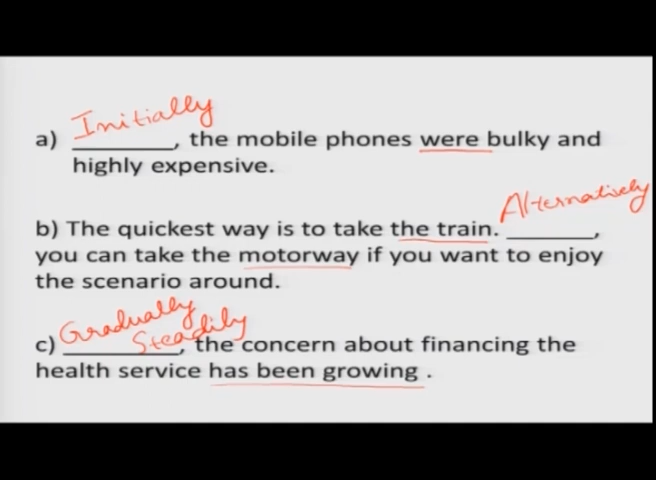 Initially
a) ________, the mobile phones were bulky and
highly expensive.
Alternatively
b) The quickest way is to take the train. _______,
you can take the motorway if you want to enjoy
the scenario around.
Gradually
Steadily
c) _________, the concern about financing the
health service has been growing .